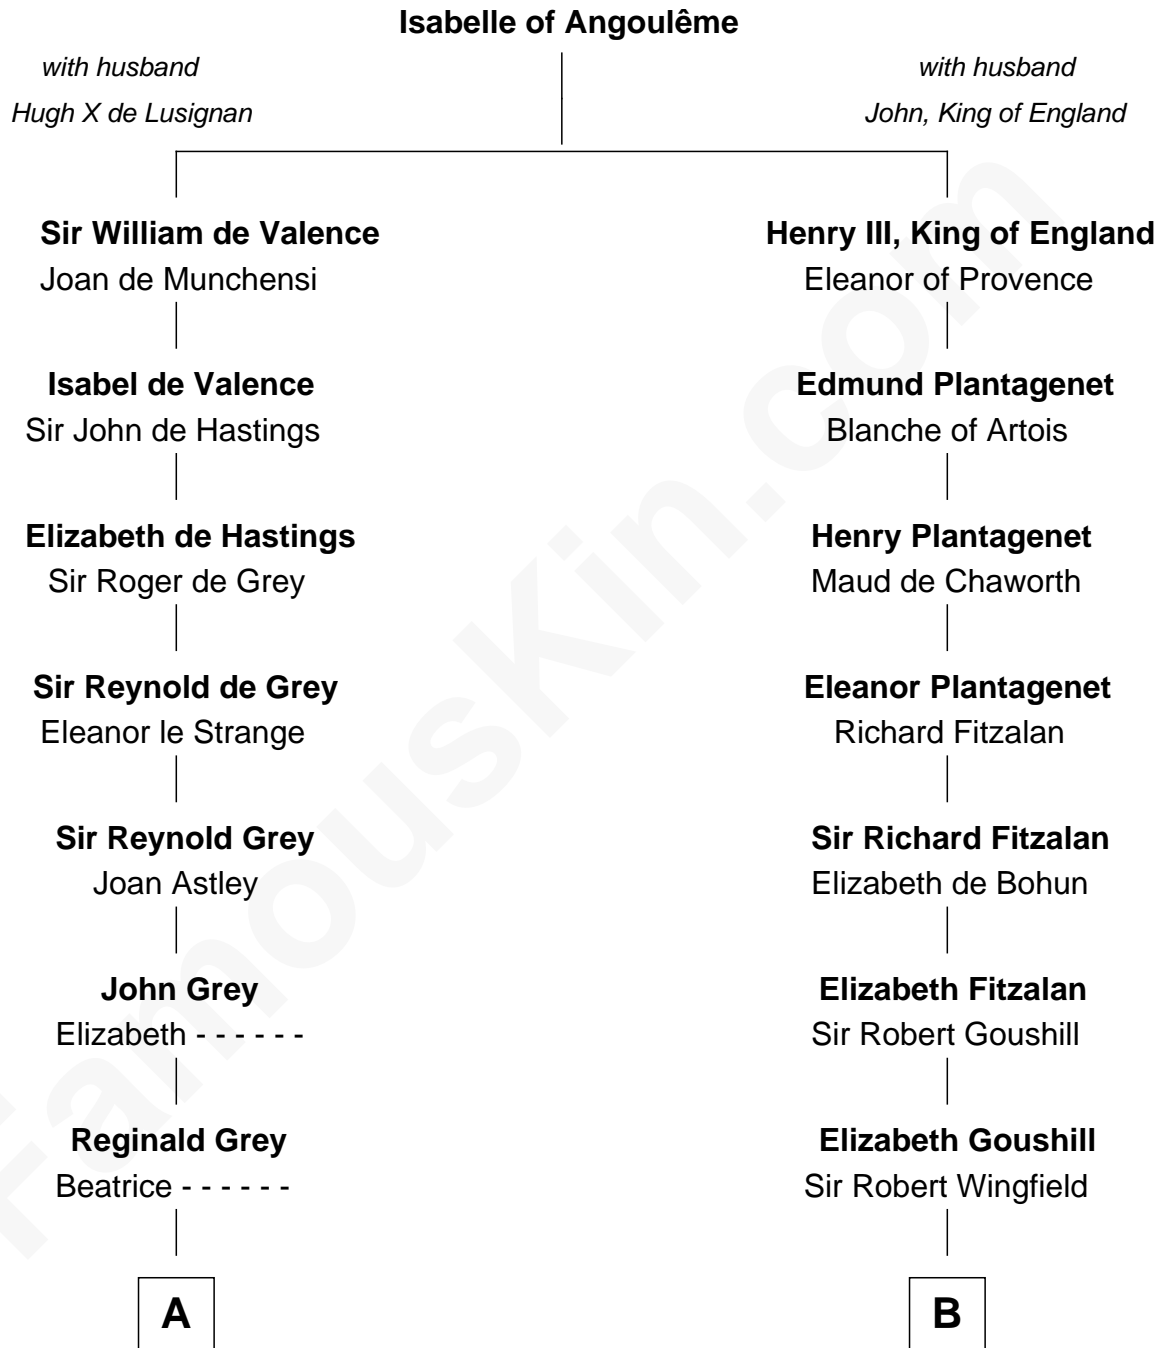 Isabelle of Angoulême
with husband
Hugh X de Lusignan
with husband
John, King of England
Sir William de Valence
Joan de Munchensi
Henry III, King of England
Eleanor of Provence
Isabel de Valence
Sir John de Hastings
Edmund Plantagenet
Blanche of Artois
Elizabeth de Hastings
Sir Roger de Grey
Henry Plantagenet
Maud de Chaworth
Sir Reynold de Grey
Eleanor le Strange
Eleanor Plantagenet
Richard Fitzalan
Sir Reynold Grey
Joan Astley
Sir Richard Fitzalan
Elizabeth de Bohun
John Grey
Elizabeth - - - - - -
Elizabeth Fitzalan
Sir Robert Goushill
Reginald Grey
Beatrice - - - - - -
Elizabeth Goushill
Sir Robert Wingfield
A
B
FamousKin.com